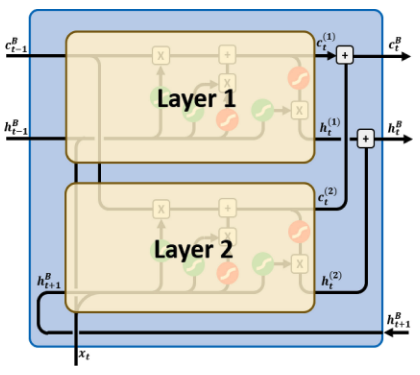 c_{t-1}^{B}
c_t^{(1)}
+
c_t^{B}
X
+
X
Layer 1
X
h_{t-1}^{B}
h_t^{(1)}
+
h_t^{B}
c_t^{(2)}
X
+
X
Layer 2
X
h_{t+1}^{B}
h_t^{(2)}
h_{t+1}^{B}
x_t